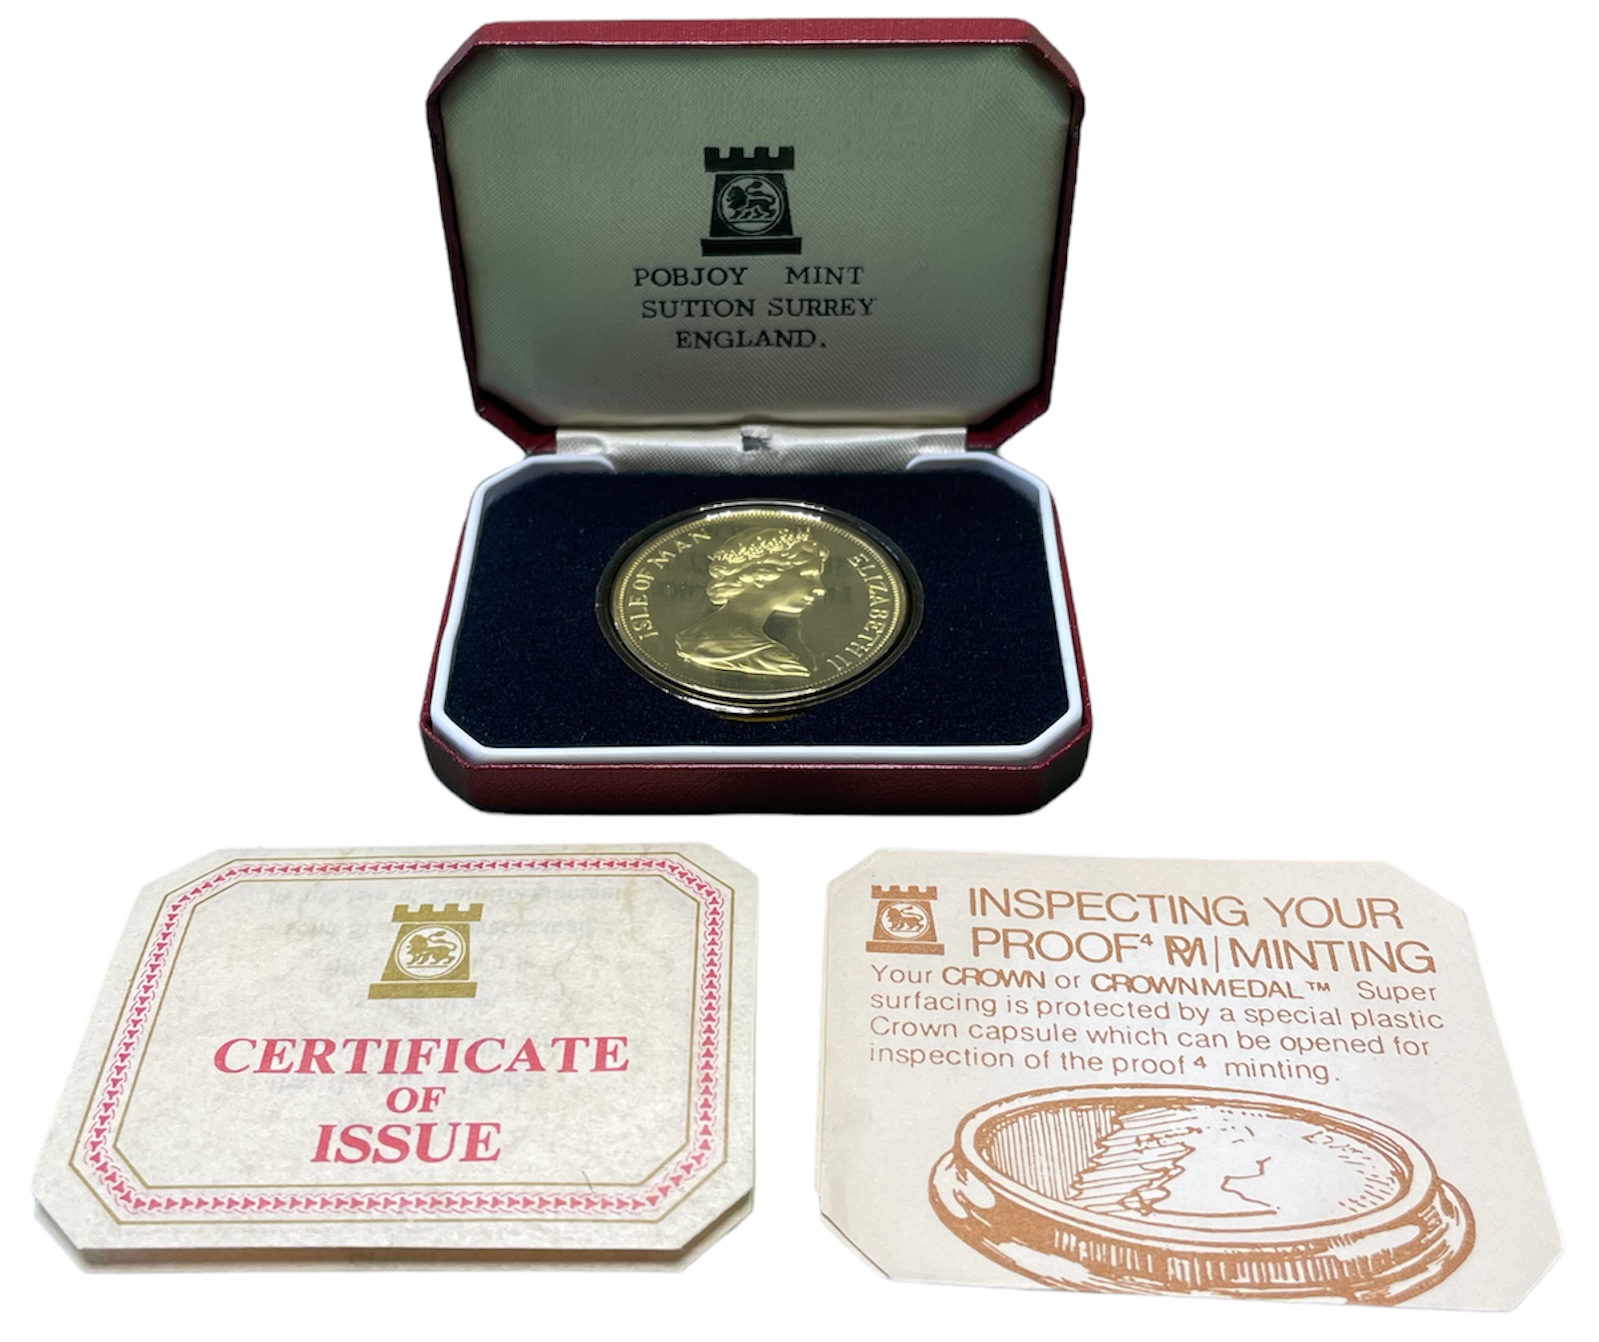 POBJOY MINT
SUTTON SURREY
ENGLAND.
ISLE OF MAN
ELIZABETH II
CERTIFICATE
OF
ISSUE
INSPECTING YOUR
PROOF⁴ PM|MINTING
Your CROWN or CROWNMEDAL™ Super
surfacing is protected by a special plastic
Crown capsule which can be opened for
inspection of the proof⁴ minting.